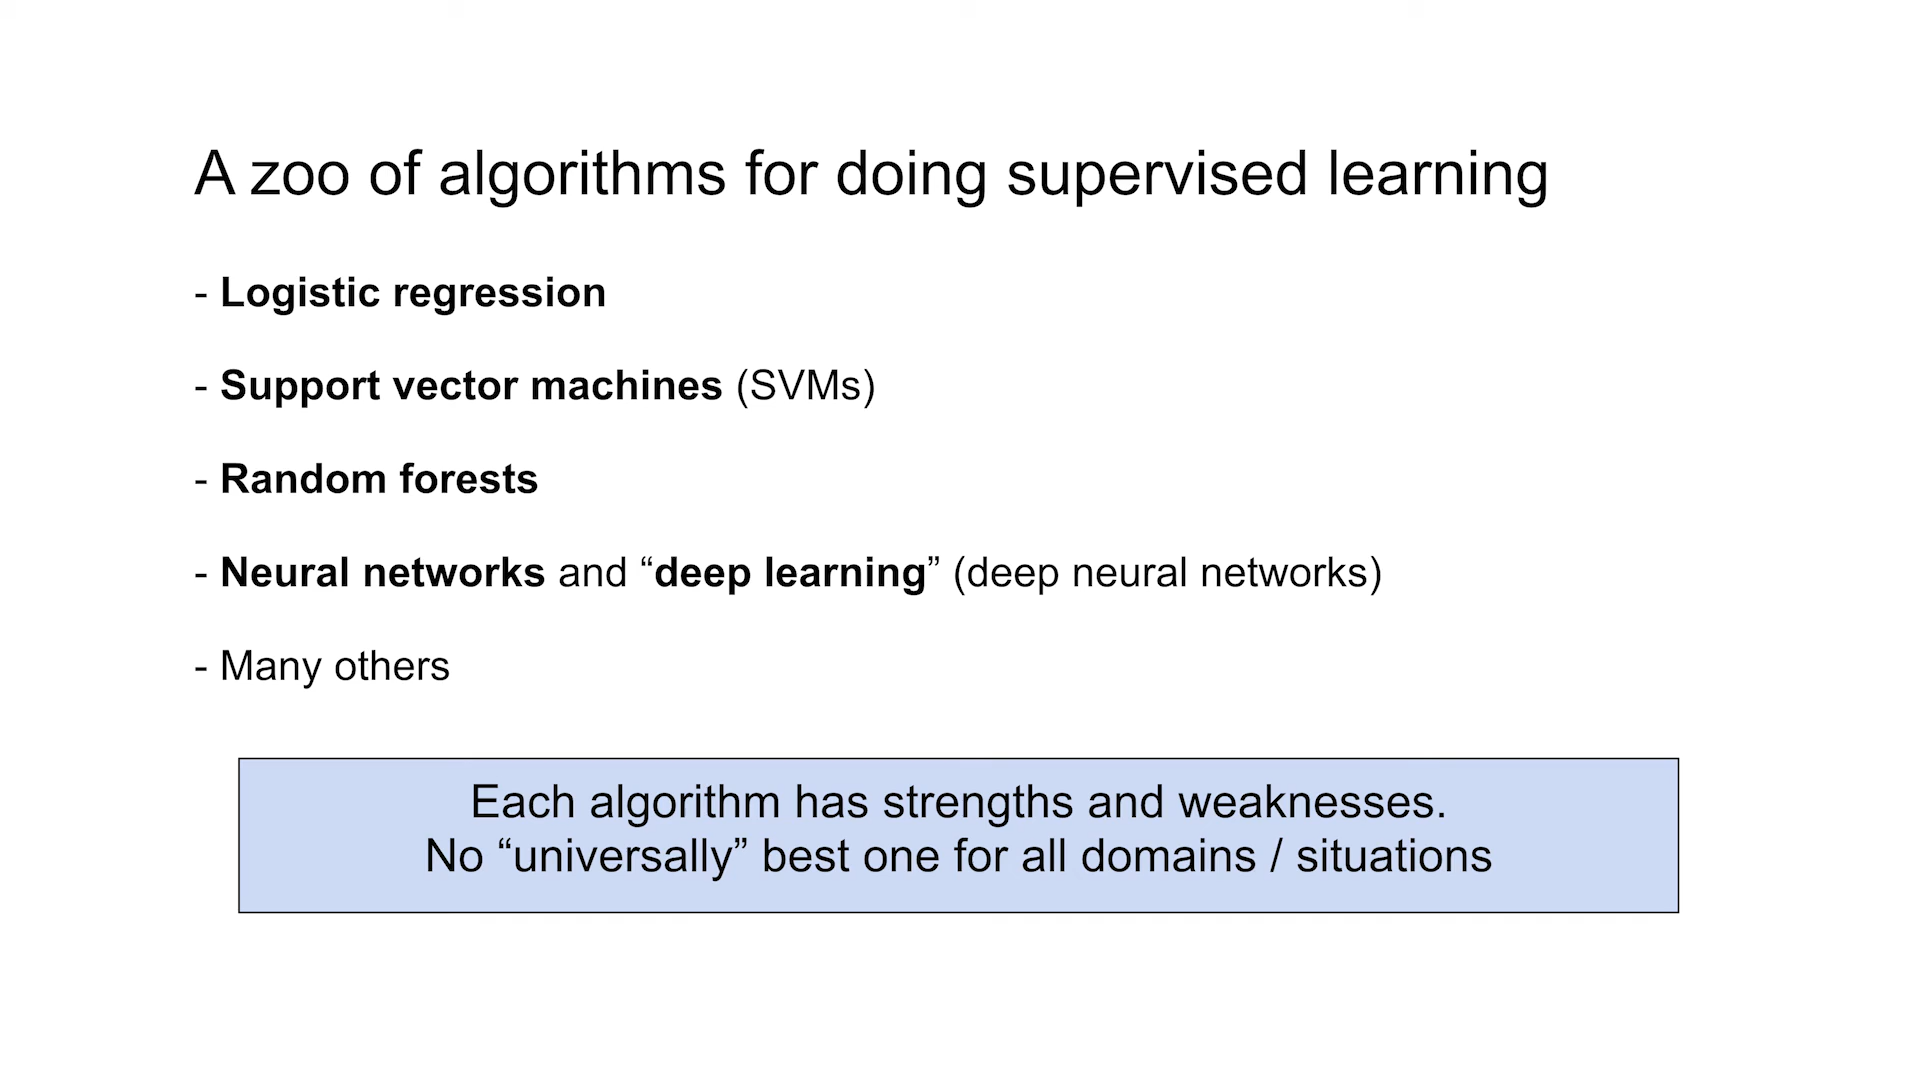 A zoo of algorithms for doing supervised learning
- Logistic regression
- Support vector machines (SVMs)
- Random forests
- Neural networks and “deep learning” (deep neural networks)
- Many others
Each algorithm has strengths and weaknesses.
No “universally” best one for all domains / situations